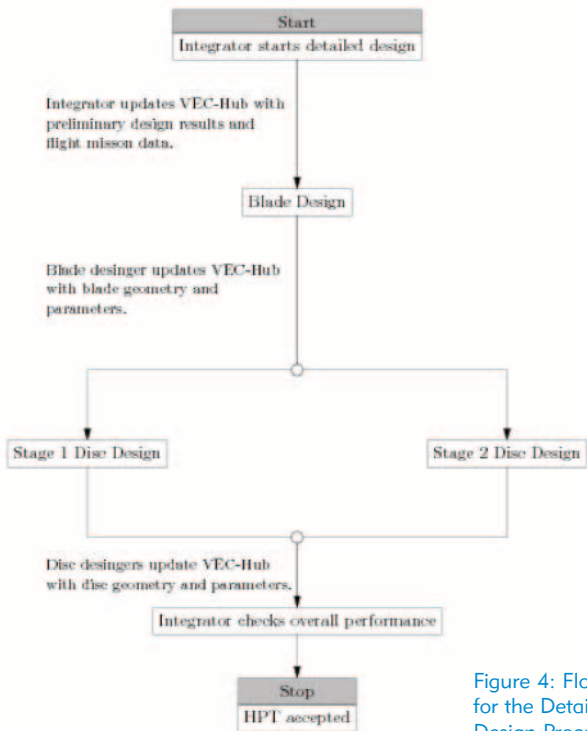 Start
Integrator starts detailed design
Integrator updates VEC-Hub with
preliminary design results and
flight misson data.
Blade Design
Blade desinger updates VEC-Hub
with blade geometry and
parameters.
Stage 1 Disc Design
Stage 2 Disc Design
Disc desingers update VEC-Hub
with disc geometry and parameters.
Integrator checks overall performance
Stop
HPT accepted
Figure 4: Flo
for the Detai